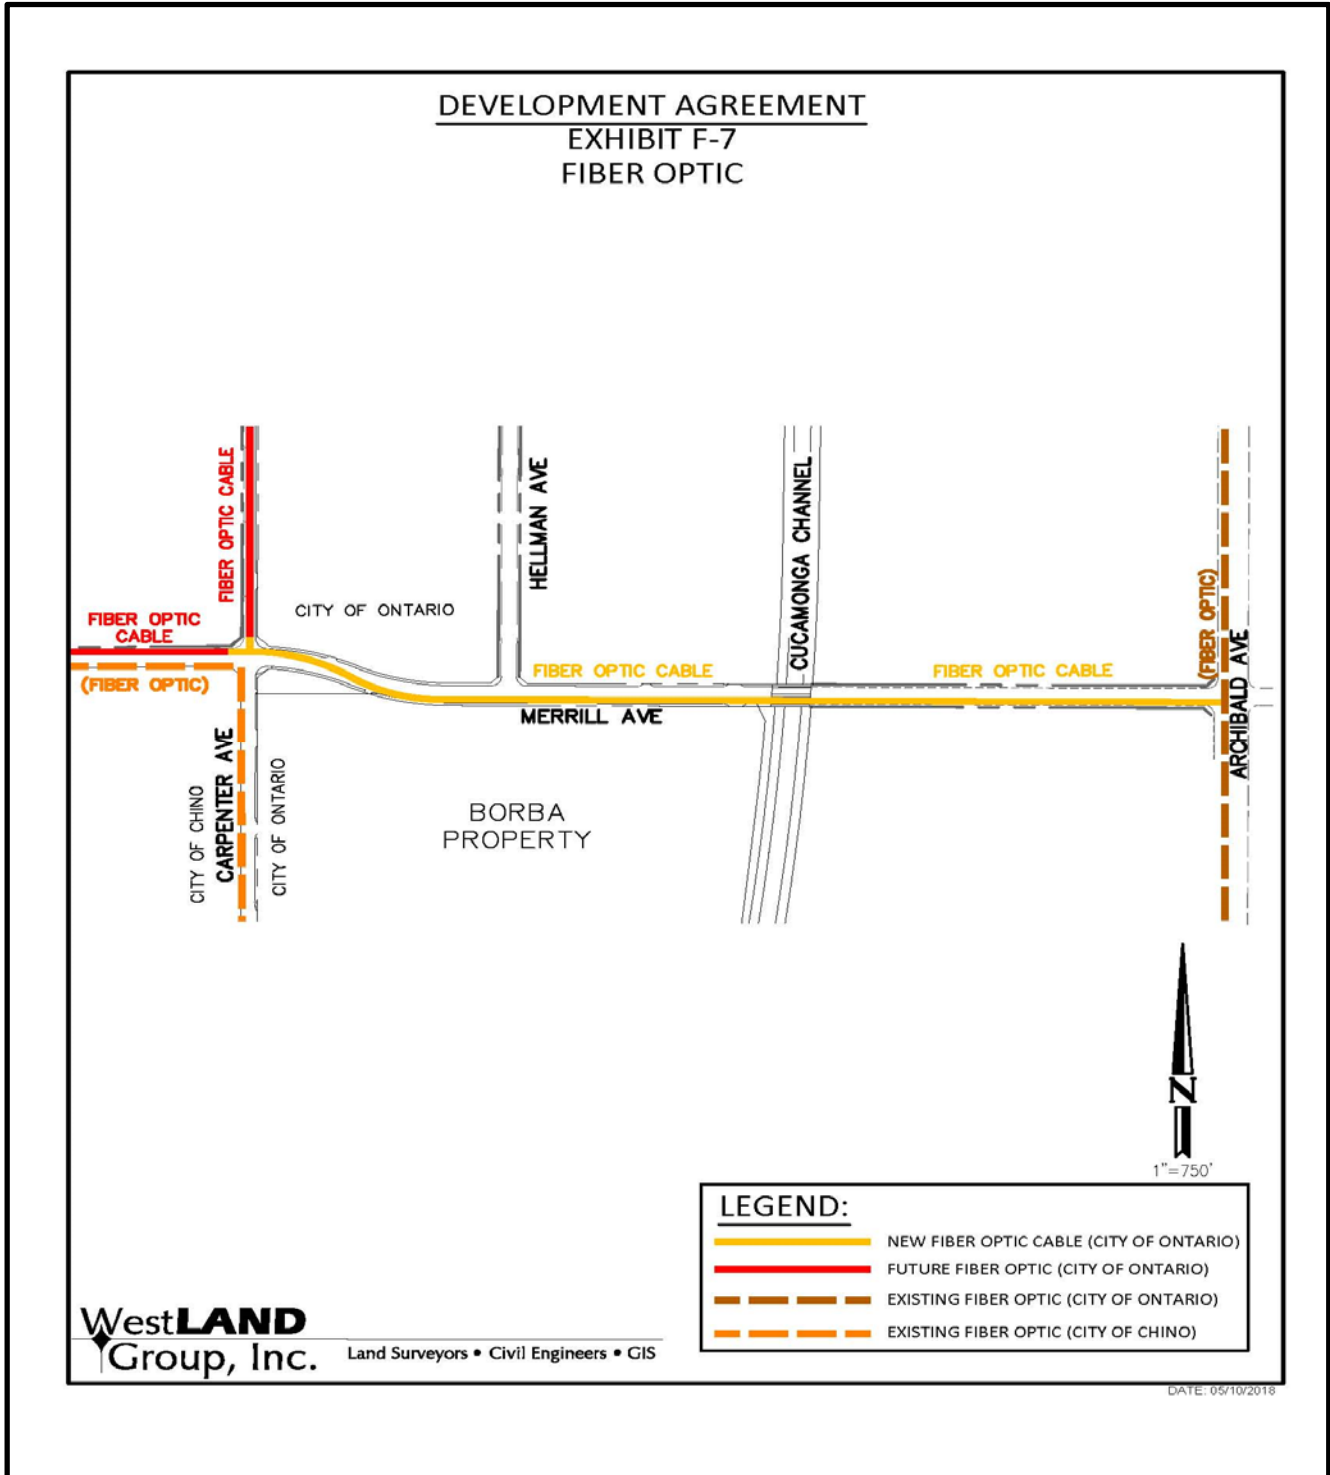 DEVELOPMENT AGREEMENT
EXHIBIT F-7
FIBER OPTIC
FIBER OPTIC CABLE
HELLMAN AVE
CUCAMONGA CHANNEL
(FIBER OPTIC)
ARCHIBALD AVE
CITY OF ONTARIO
FIBER OPTIC
CABLE
(FIBER OPTIC)
FIBER OPTIC CABLE
FIBER OPTIC CABLE
MERRILL AVE
CITY OF CHINO
CARPENTER AVE
CITY OF ONTARIO
BORBA
PROPERTY
N
1"=750'
LEGEND:
NEW FIBER OPTIC CABLE (CITY OF ONTARIO)
FUTURE FIBER OPTIC (CITY OF ONTARIO)
EXISTING FIBER OPTIC (CITY OF ONTARIO)
EXISTING FIBER OPTIC (CITY OF CHINO)
WestLAND
Group, Inc.
Land Surveyors • Civil Engineers • GIS
DATE: 05/10/2018